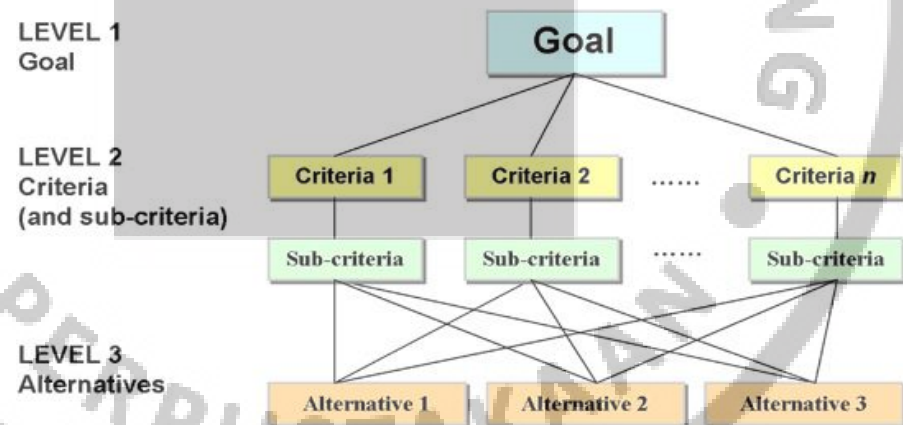 LEVEL 1
Goal
Goal
LEVEL 2
Criteria
(and sub-criteria)
Criteria 1
Criteria 2
......
Criteria n
Sub-criteria
Sub-criteria
......
Sub-criteria
LEVEL 3
Alternatives
Alternative 1
Alternative 2
Alternative 3